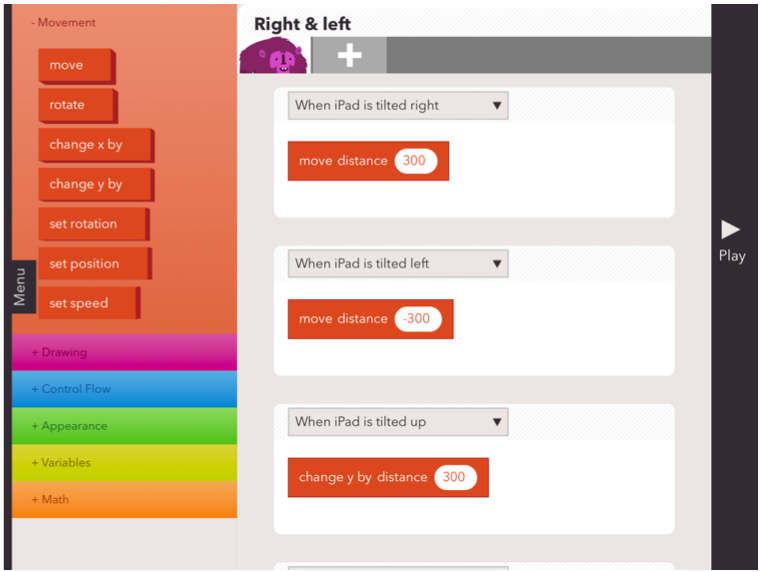 - Movement
move
rotate
change x by
change y by
set rotation
set position
set speed
Menu
+ Drawing
+ Control Flow
+ Appearance
+ Variables
+ Math
Right & left
+
When iPad is tilted right ▼
move distance 300
When iPad is tilted left ▼
move distance -300
When iPad is tilted up ▼
change y by distance 300
Play